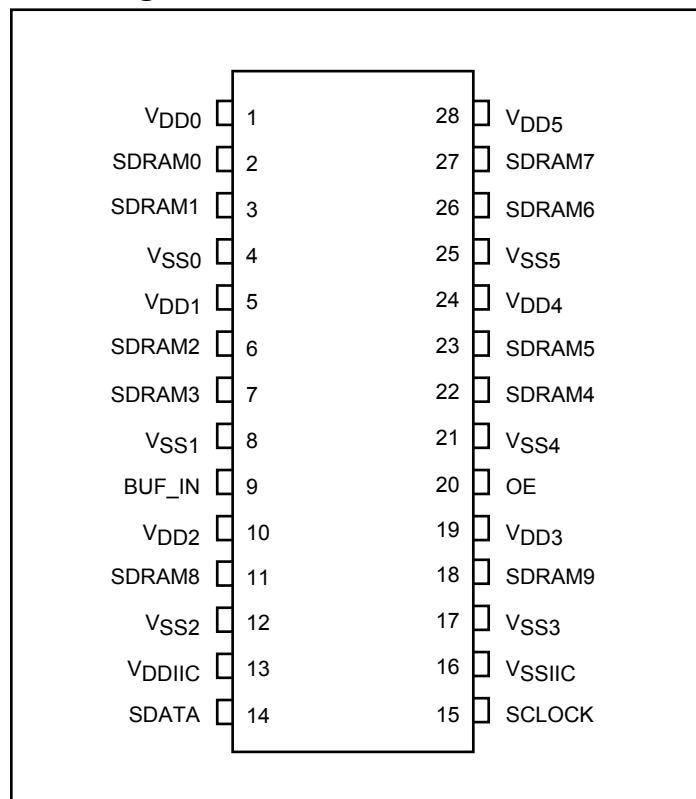 VDD0 1 28 VDD5
SDRAM0 2 27 SDRAM7
SDRAM1 3 26 SDRAM6
VSS0 4 25 VSS5
VDD1 5 24 VDD4
SDRAM2 6 23 SDRAM5
SDRAM3 7 22 SDRAM4
VSS1 8 21 VSS4
BUF_IN 9 20 OE
VDD2 10 19 VDD3
SDRAM8 11 18 SDRAM9
VSS2 12 17 VSS3
VDDIIC 13 16 VSSIIC
SDATA 14 15 SCLOCK